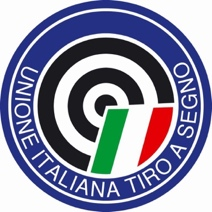 UNIONE ITALIANA TIRO A SEGNO